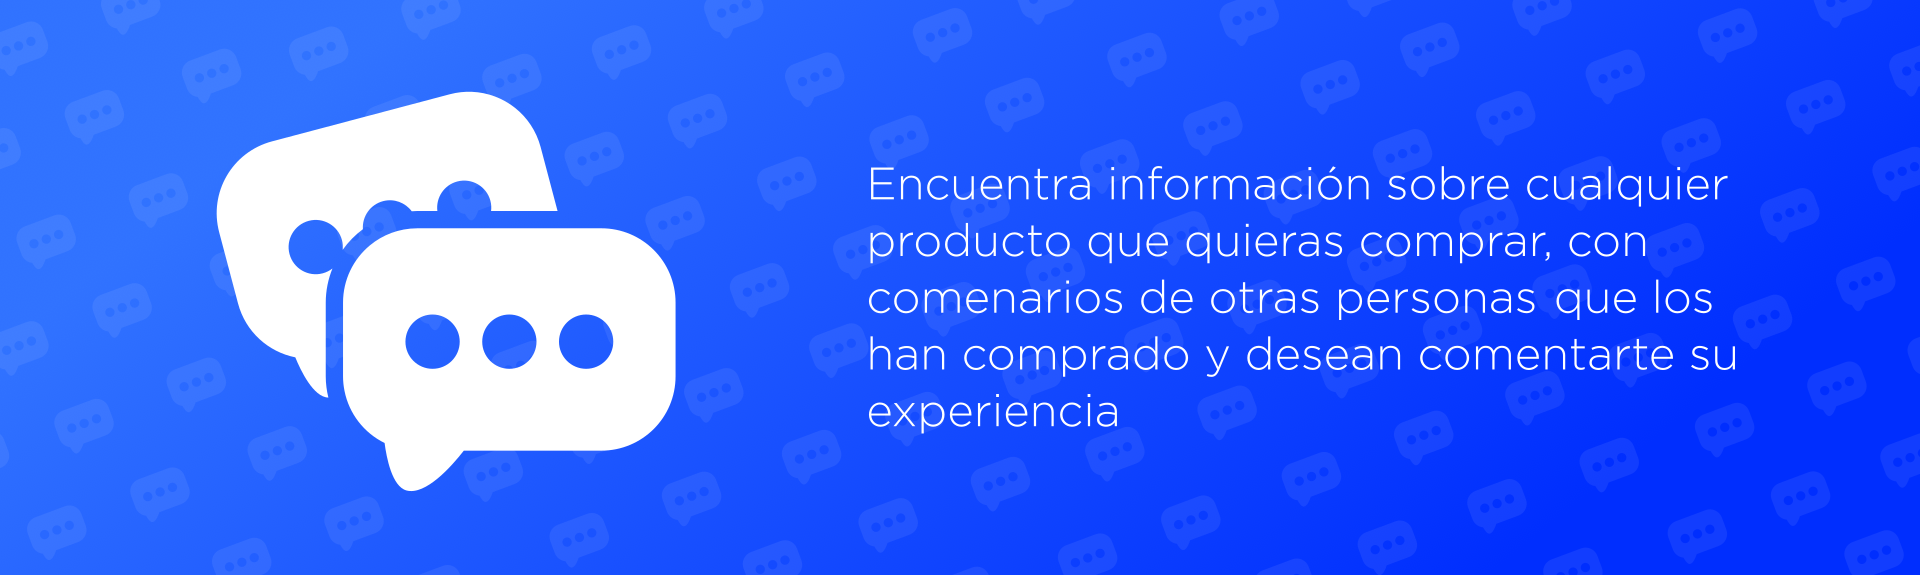 Encuentra información sobre cualquier
producto que quieras comprar, con
comenarios de otras personas que los
han comprado y desean comentarte su
experiencia